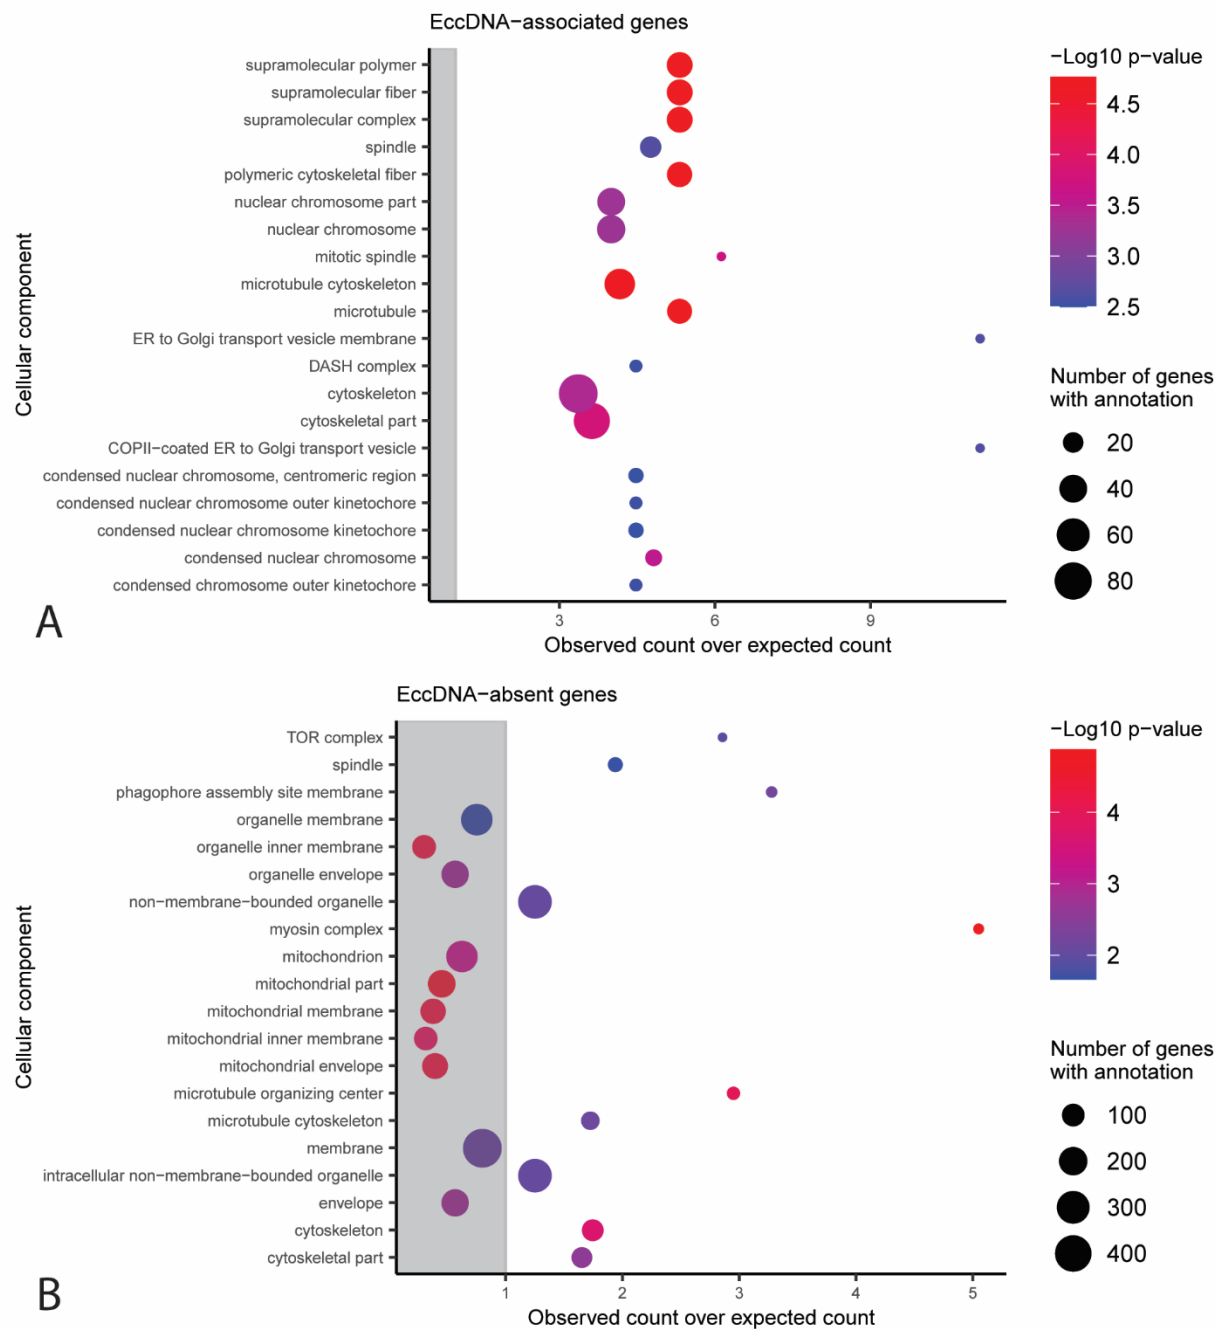 EccDNA−associated genes
supramolecular polymer
supramolecular fiber
supramolecular complex
spindle
polymeric cytoskeletal fiber
nuclear chromosome part
nuclear chromosome
mitotic spindle
microtubule cytoskeleton
microtubule
ER to Golgi transport vesicle membrane
DASH complex
cytoskeleton
cytoskeletal part
COPII−coated ER to Golgi transport vesicle
condensed nuclear chromosome, centromeric region
condensed nuclear chromosome outer kinetochore
condensed nuclear chromosome kinetochore
condensed nuclear chromosome
condensed chromosome outer kinetochore
Cellular component
3 6 9
Observed count over expected count
−Log10 p−value
4.5
4.0
3.5
3.0
2.5
Number of genes
with annotation
20
40
60
80
A
EccDNA−absent genes
TOR complex
spindle
phagophore assembly site membrane
organelle membrane
organelle inner membrane
organelle envelope
non−membrane−bounded organelle
myosin complex
mitochondrion
mitochondrial part
mitochondrial membrane
mitochondrial inner membrane
mitochondrial envelope
microtubule organizing center
microtubule cytoskeleton
membrane
intracellular non−membrane−bounded organelle
envelope
cytoskeleton
cytoskeletal part
Cellular component
1 2 3 4 5
Observed count over expected count
−Log10 p−value
4
3
2
Number of genes
with annotation
100
200
300
400
B